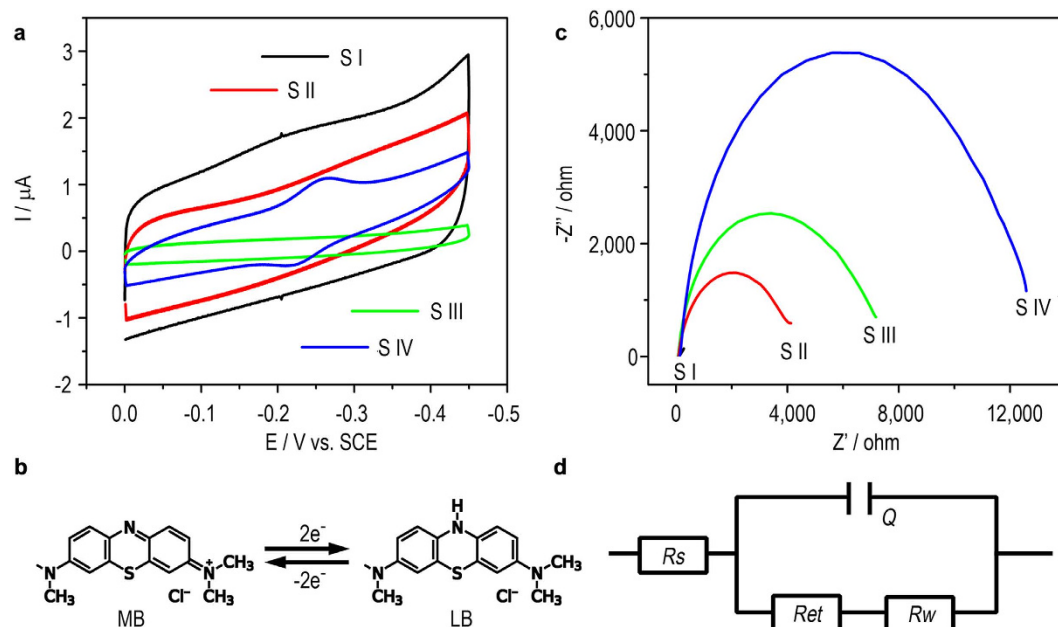 a
3
2
1
0
-1
-2
I / μA
S I
S II
S III
S IV
0.0 -0.1 -0.2 -0.3 -0.4 -0.5
E / V vs. SCE
c
6,000
4,000
2,000
0
-Z'' / ohm
S I
S II
S III
S IV
0 4,000 8,000 12,000
Z' / ohm
b
N
N
CH₃
S
N⁺
CH₃
CH₃
Cl⁻
MB
2e⁻
-2e⁻
H
N
N
CH₃
S
N
CH₃
CH₃
Cl⁻
LB
d
Rs
Q
Ret
Rw